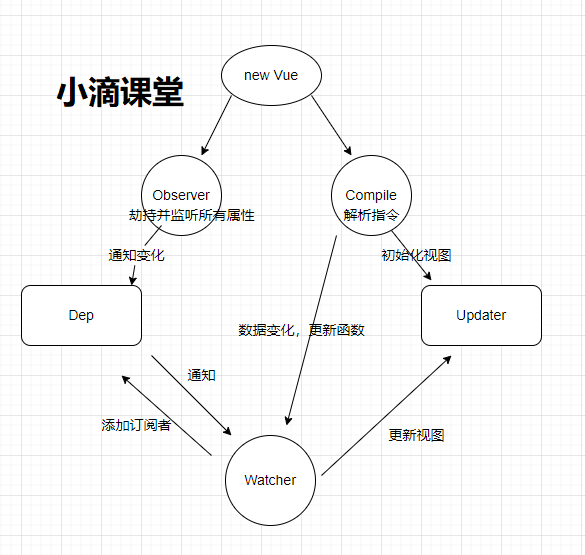 小滴课堂
new Vue
Observer
劫持并监听所有属性
Compile
解析指令
通知变化
初始化视图
Dep
Updater
数据变化，更新函数
通知
添加订阅者
更新视图
Watcher